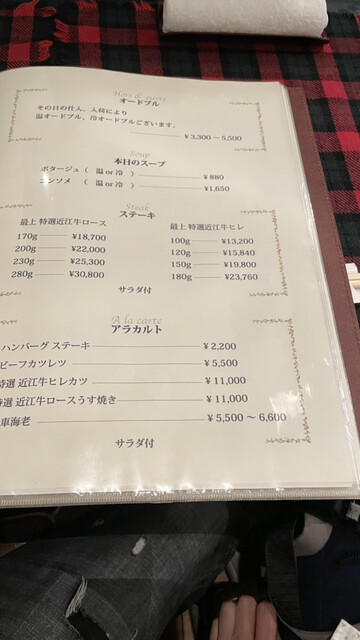 Hors d' œuvre
オードブル
その日の仕入、入荷により
温オードブル、冷オードブルございます。
¥3,300～5,500
Soup
本日のスープ
ポタージュ（ 温 or 冷 ） ¥880
コンソメ （ 温 or 冷 ） ¥1,650
Steak
ステーキ
最上 特選近江牛ロース
170g ¥18,700
200g ¥22,000
230g ¥25,300
280g ¥30,800
最上 特選近江牛ヒレ
100g ¥13,200
120g ¥15,840
150g ¥19,800
180g ¥23,760
サラダ付
A la carte
アラカルト
ハンバーグ ステーキ ¥2,200
ビーフカツレツ ¥5,500
特選 近江牛ヒレカツ ¥11,000
特選 近江牛ロースうす焼き ¥11,000
車海老 ¥5,500～6,600
サラダ付